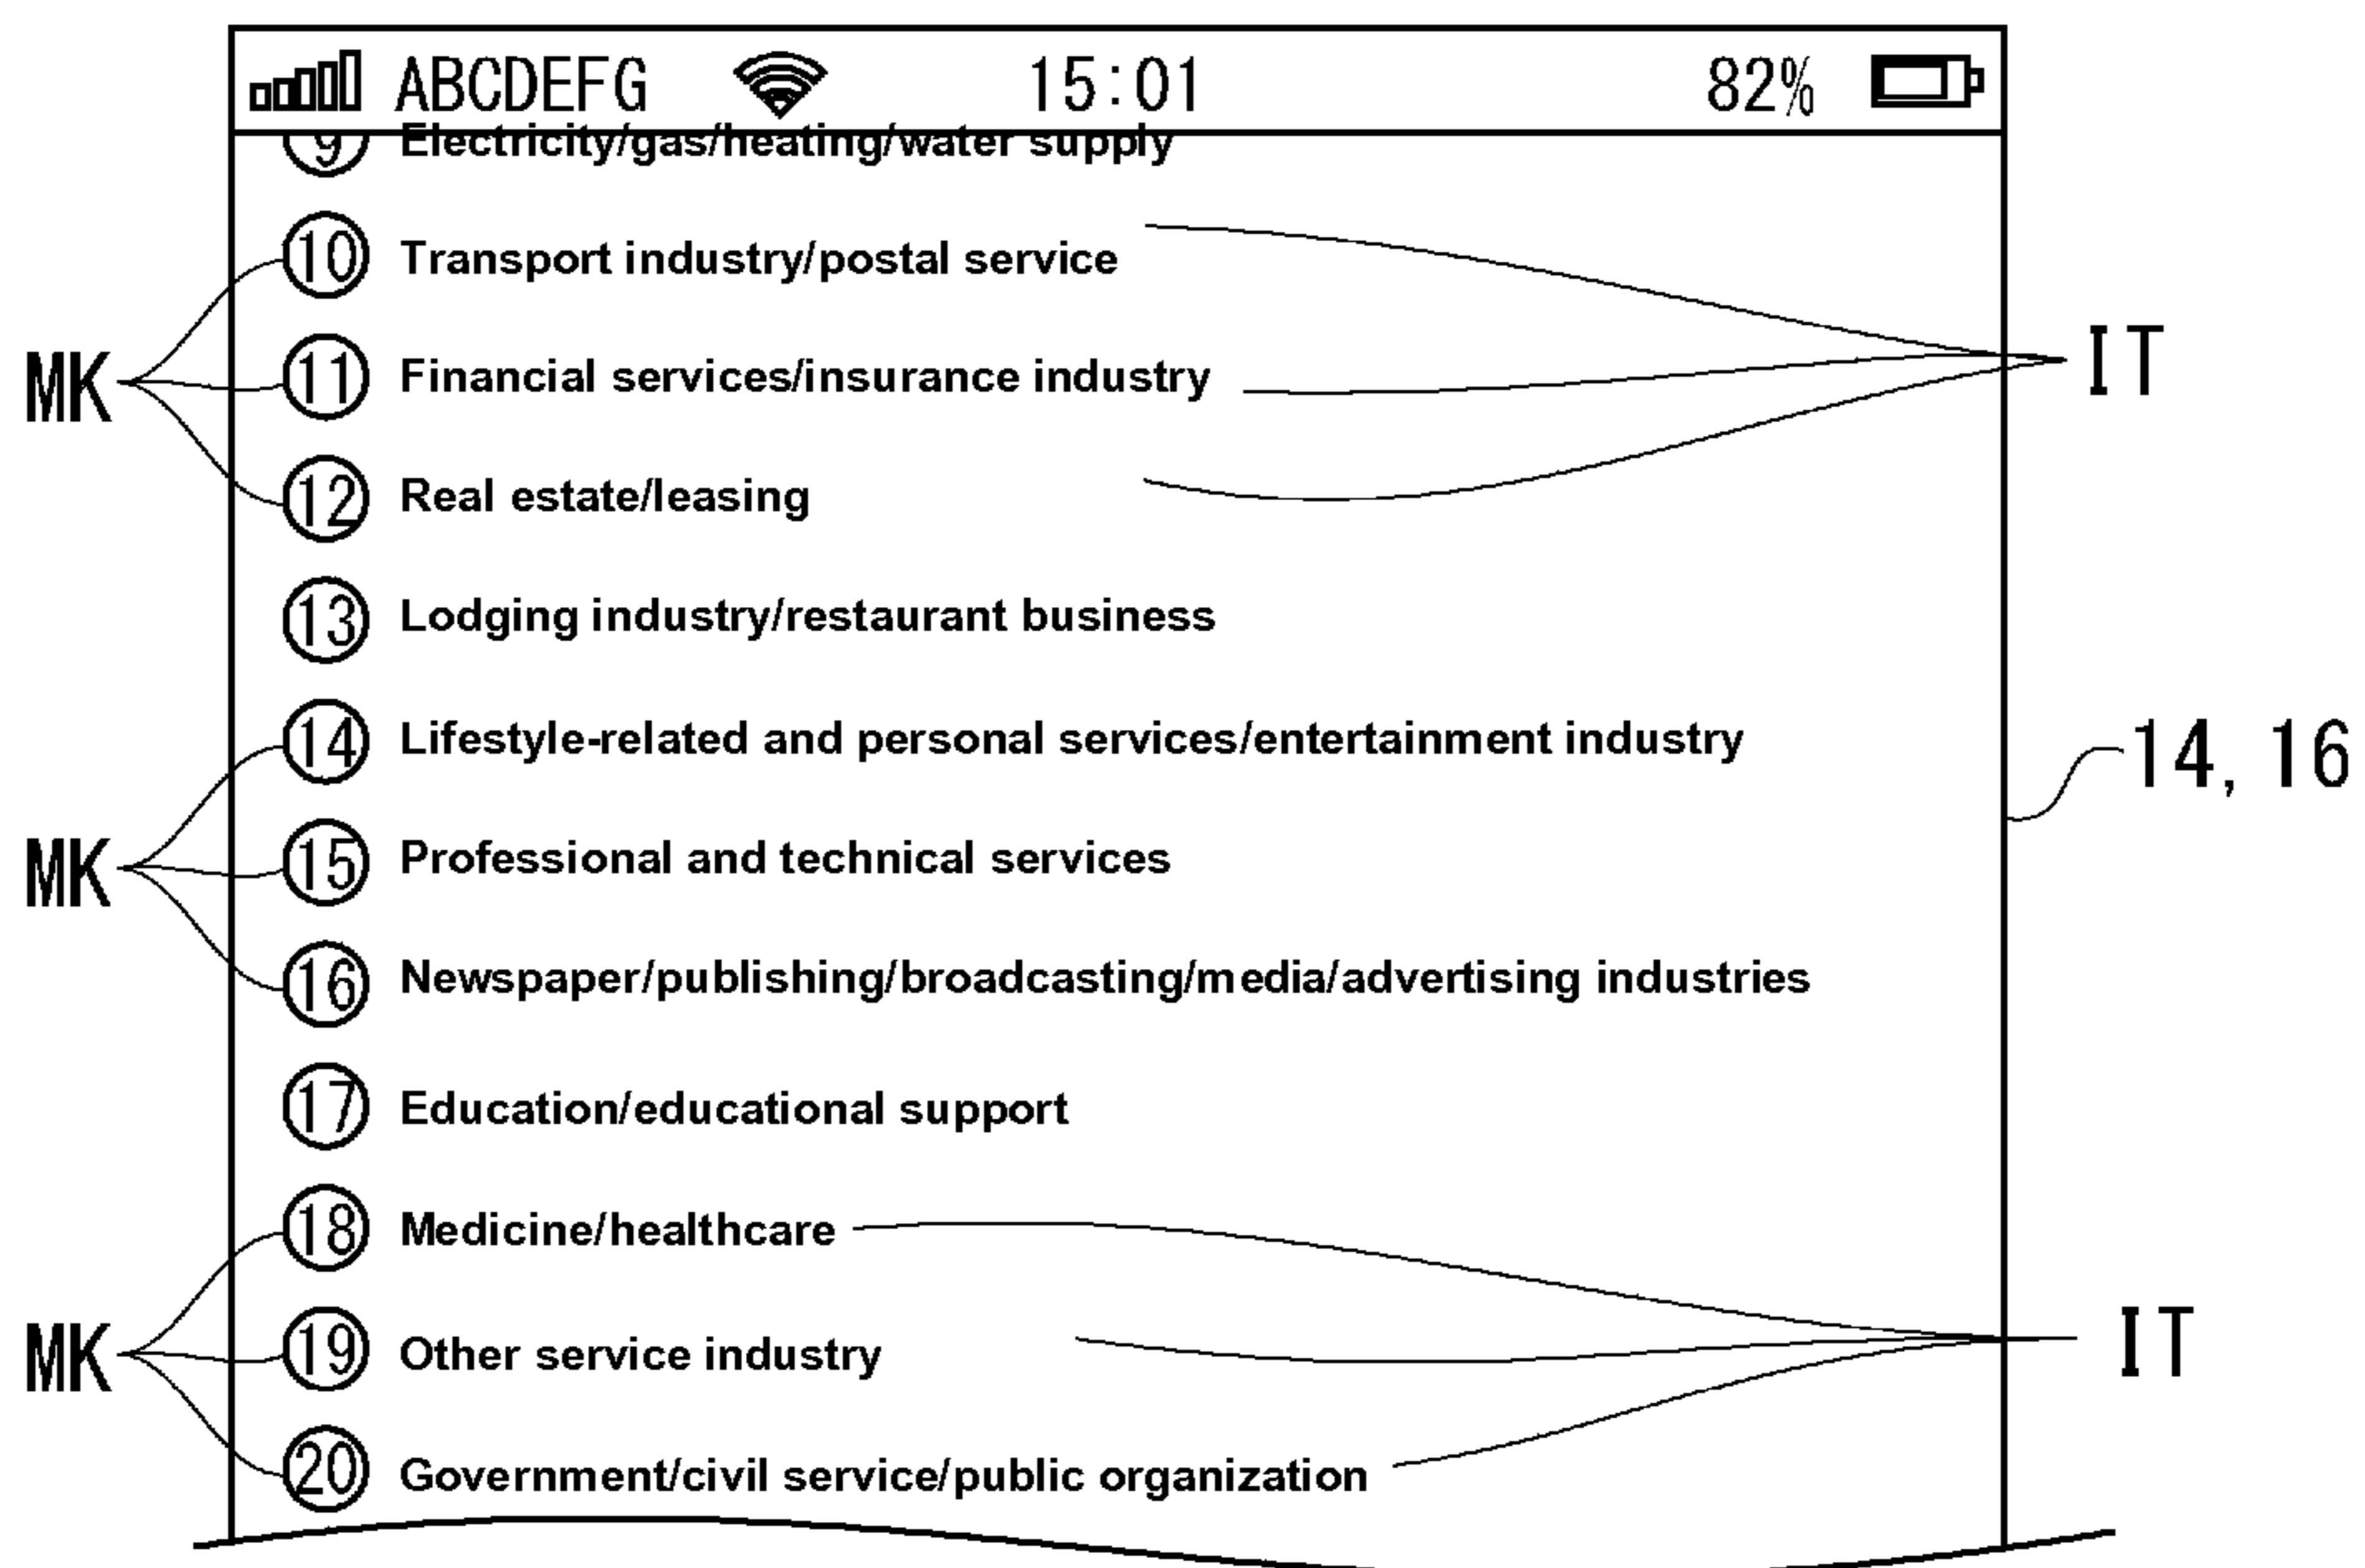 ABCDEFG 15:01 82%
9 Electricity/gas/heating/water supply
10 Transport industry/postal service
MK 11 Financial services/insurance industry IT
12 Real estate/leasing
13 Lodging industry/restaurant business
14 Lifestyle-related and personal services/entertainment industry 14, 16
MK 15 Professional and technical services
16 Newspaper/publishing/broadcasting/media/advertising industries
17 Education/educational support
18 Medicine/healthcare
MK 19 Other service industry IT
20 Government/civil service/public organization